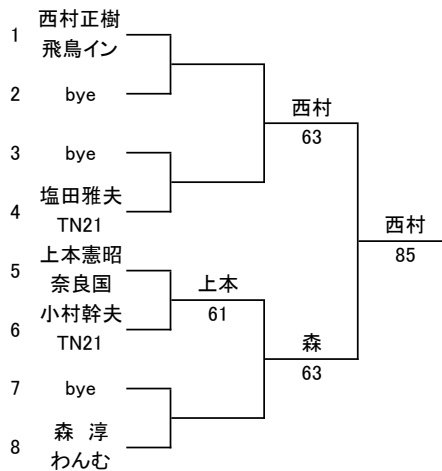 1 西村正樹
飛鳥イン
2 bye
3 bye
4 塩田雅夫
TN21
5 上本憲昭
奈良国
6 小村幹夫
TN21
7 bye
8 森 淳
わんむ
上本
61
西村
63
森
63
西村
85